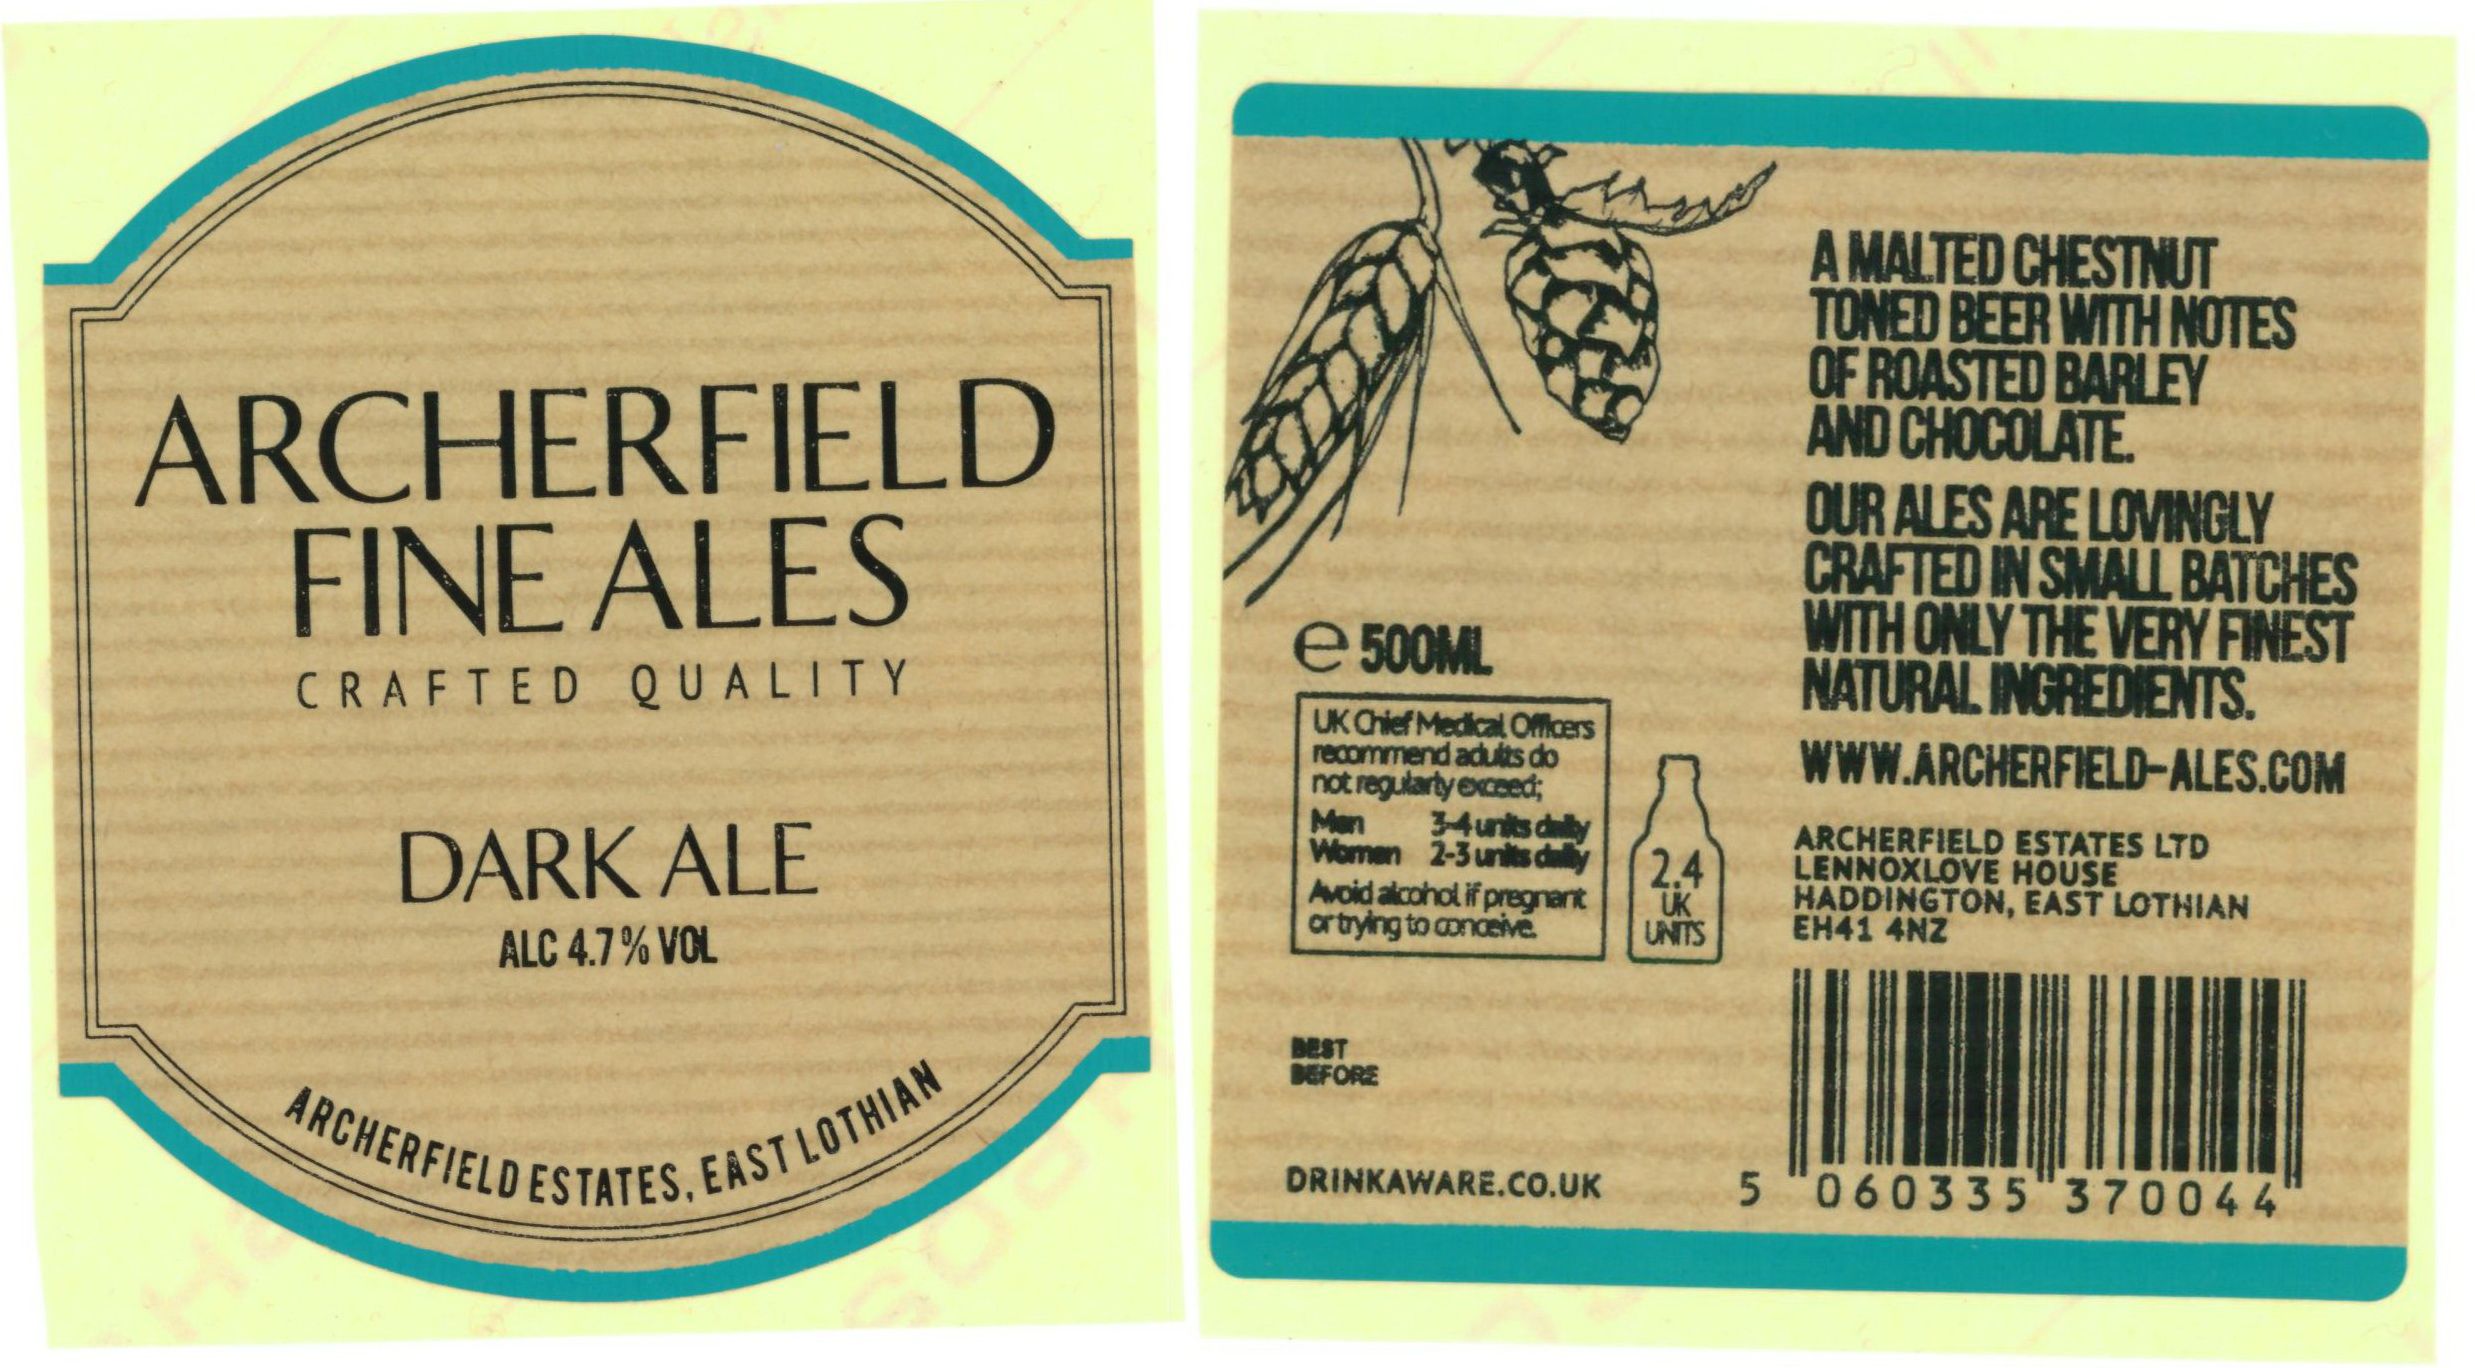 ARCHERFIELD
FINE ALES
CRAFTED QUALITY
DARK ALE
ALC 4.7% VOL
ARCHERFIELD ESTATES, EAST LOTHIAN
A MALTED CHESTNUT
TONED BEER WITH NOTES
OF ROASTED BARLEY
AND CHOCOLATE.
OUR ALES ARE LOVINGLY
CRAFTED IN SMALL BATCHES
WITH ONLY THE VERY FINEST
NATURAL INGREDIENTS.
WWW.ARCHERFIELD-ALES.COM
ARCHERFIELD ESTATES LTD
LENNOXLOVE HOUSE
HADDINGTON, EAST LOTHIAN
EH41 4NZ
e 500ML
UK Chief Medical Officers
recommend adults do
not regularly exceed;
Men 3-4 units daily
Women 2-3 units daily
Avoid alcohol if pregnant
or trying to conceive.
2.4
UK
UNITS
BEST
BEFORE
DRINKAWARE.CO.UK
5 060335 370044